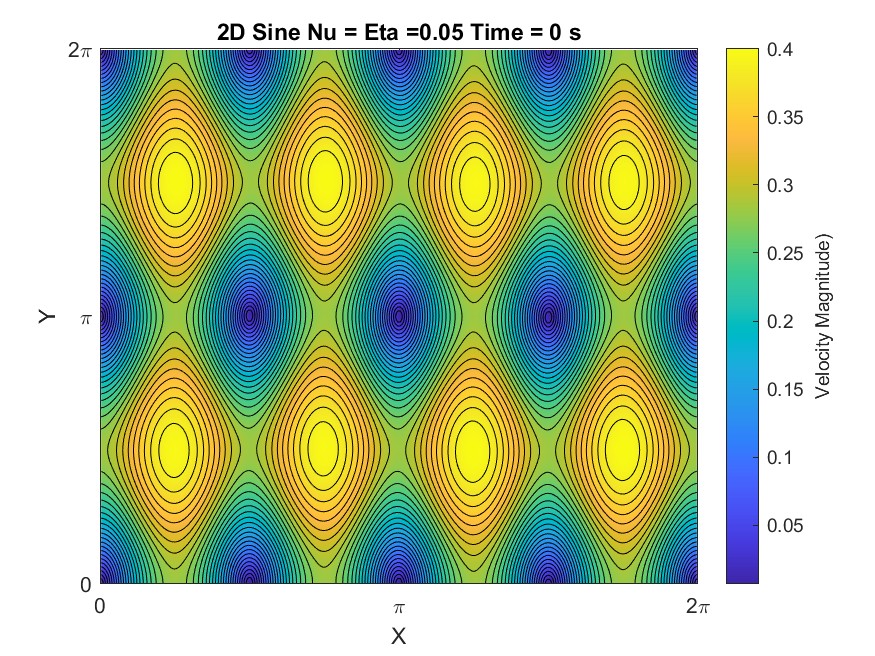 2D Sine Nu = Eta =0.05 Time = 0 s
2π
π
0
Y
0
π
2π
X
0.4
0.35
0.3
0.25
0.2
0.15
0.1
0.05
Velocity Magnitude)